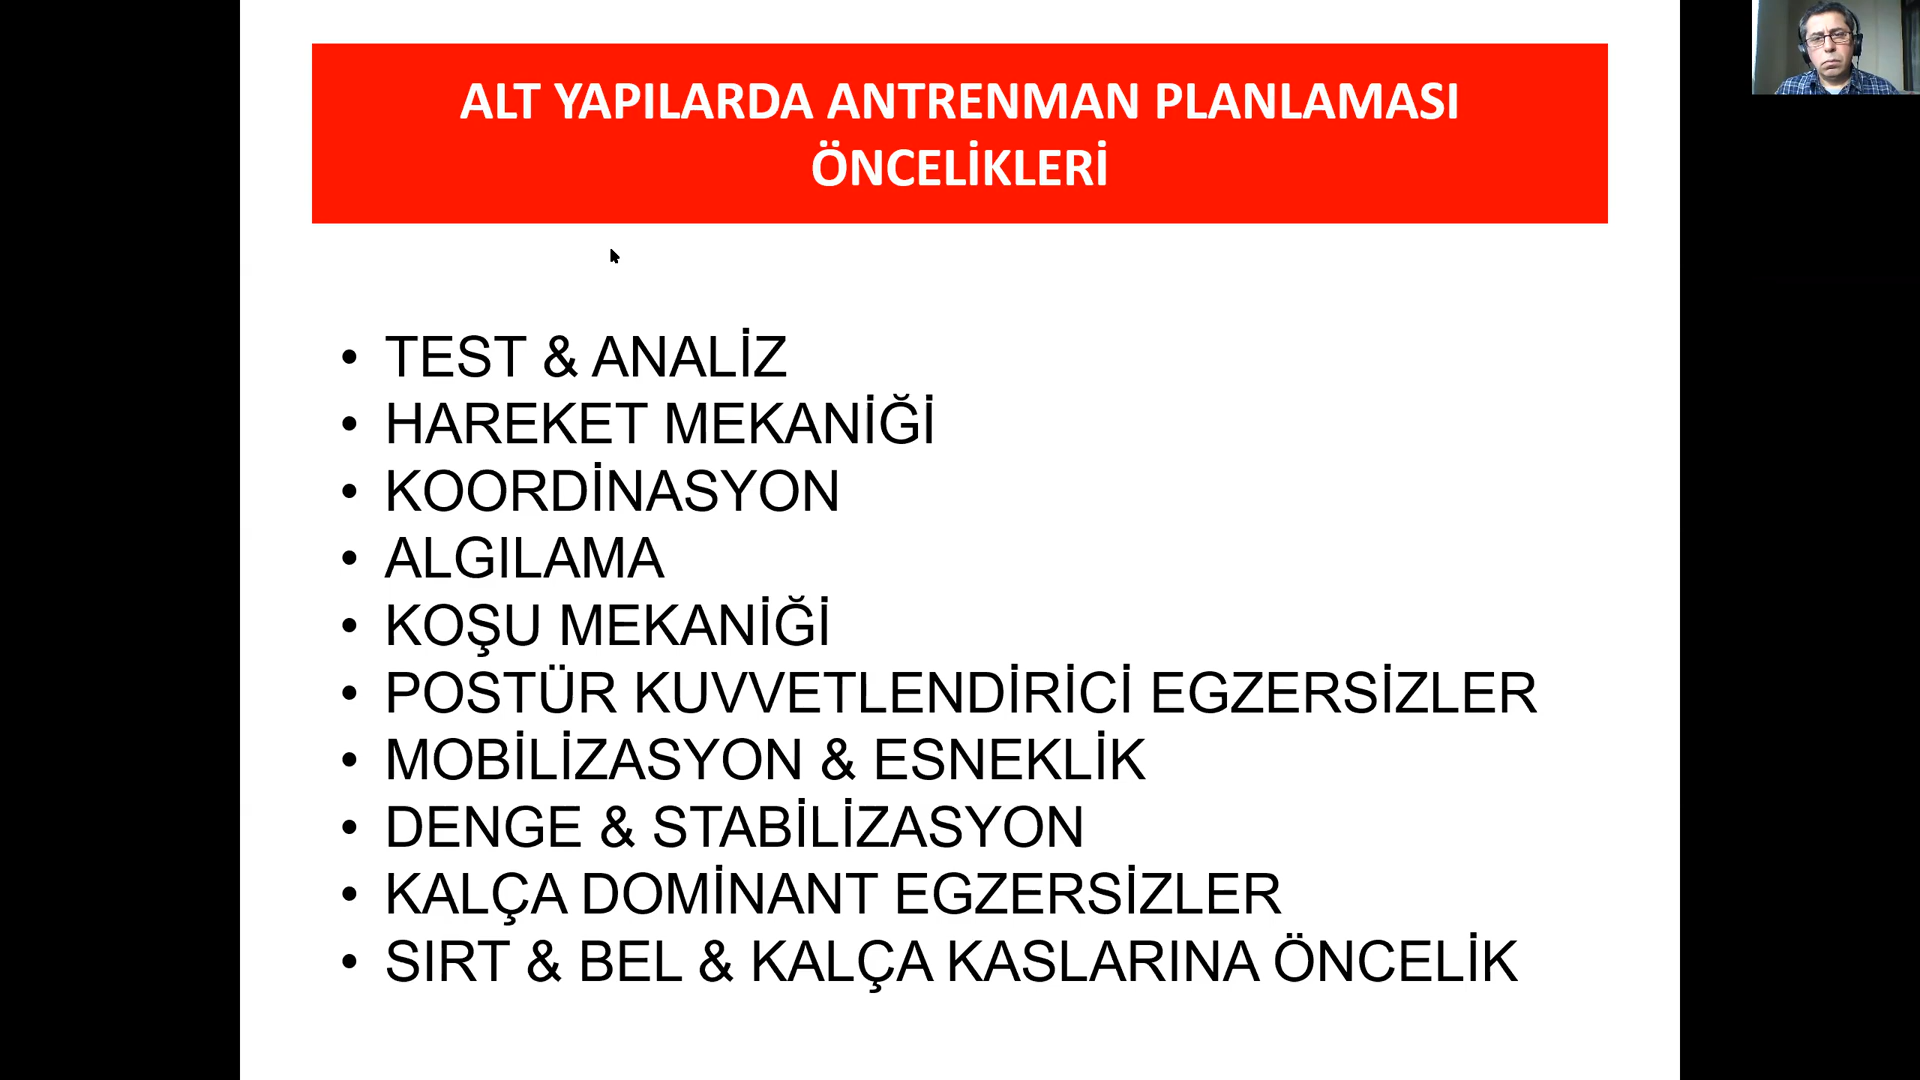 ALT YAPILARDA ANTRENMAN PLANLAMASI
ÖNCELİKLERİ
• TEST & ANALİZ
• HAREKET MEKANİĞİ
• KOORDİNASYON
• ALGILAMA
• KOŞU MEKANİĞİ
• POSTÜR KUVVETLENDİRİCİ EGZERSİZLER
• MOBİLİZASYON & ESNEKLİK
• DENGE & STABİLİZASYON
• KALÇA DOMİNANT EGZERSİZLER
• SIRT & BEL & KALÇA KASLARINA ÖNCELİK